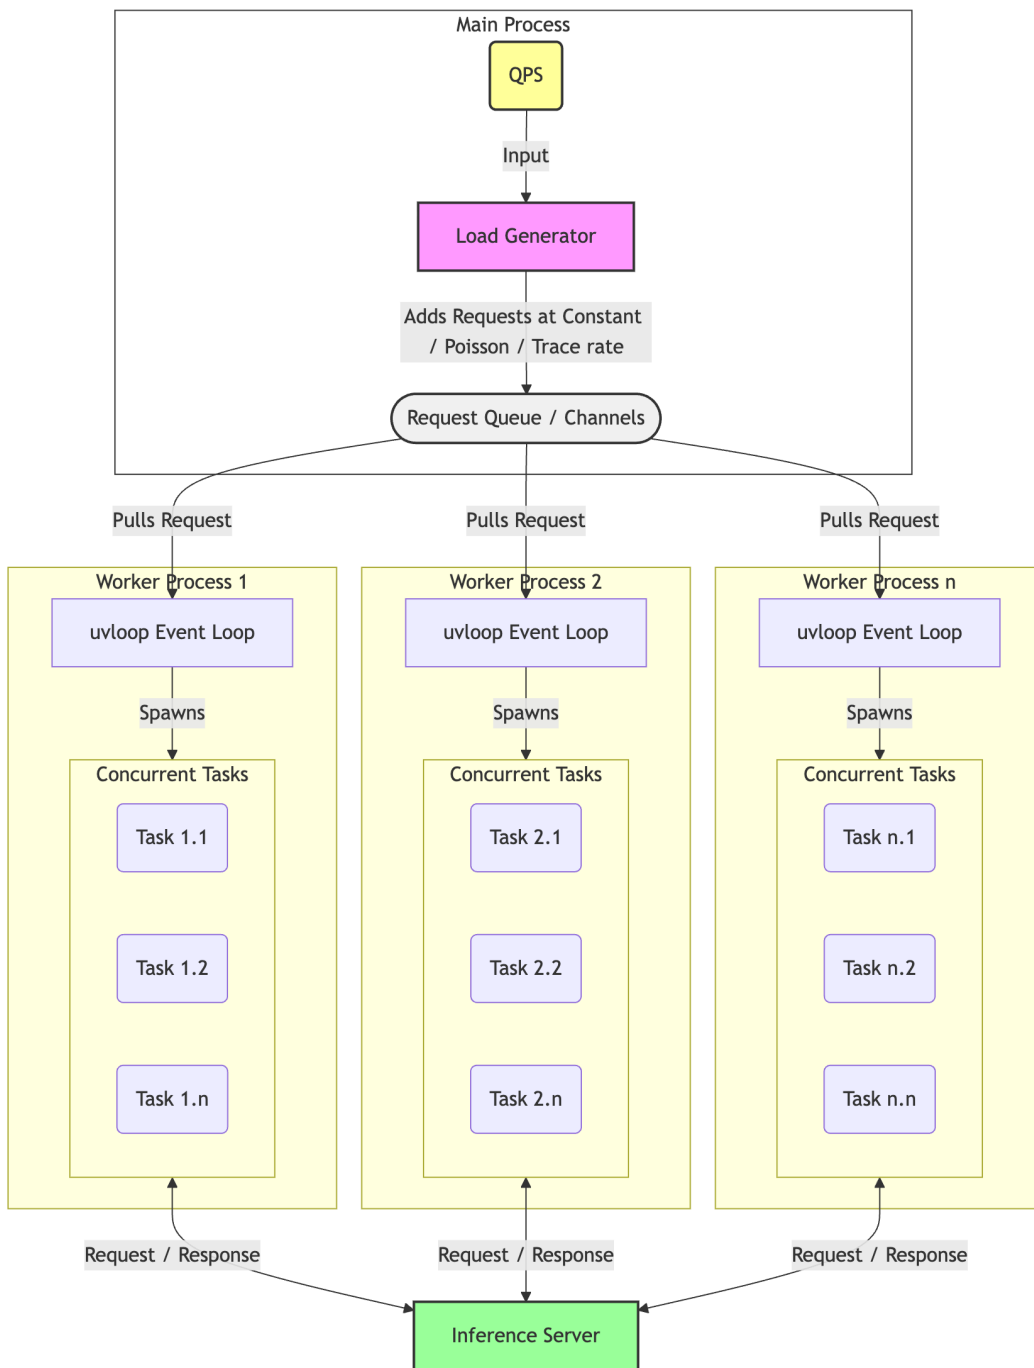 Main Process
QPS
Input
Load Generator
Adds Requests at Constant
/ Poisson / Trace rate
Request Queue / Channels
Pulls Request
Pulls Request
Pulls Request
Worker Process 1
Worker Process 2
Worker Process n
uvloop Event Loop
uvloop Event Loop
uvloop Event Loop
Spawns
Spawns
Spawns
Concurrent Tasks
Concurrent Tasks
Concurrent Tasks
Task 1.1
Task 2.1
Task n.1
Task 1.2
Task 2.2
Task n.2
Task 1.n
Task 2.n
Task n.n
Request / Response
Request / Response
Request / Response
Inference Server